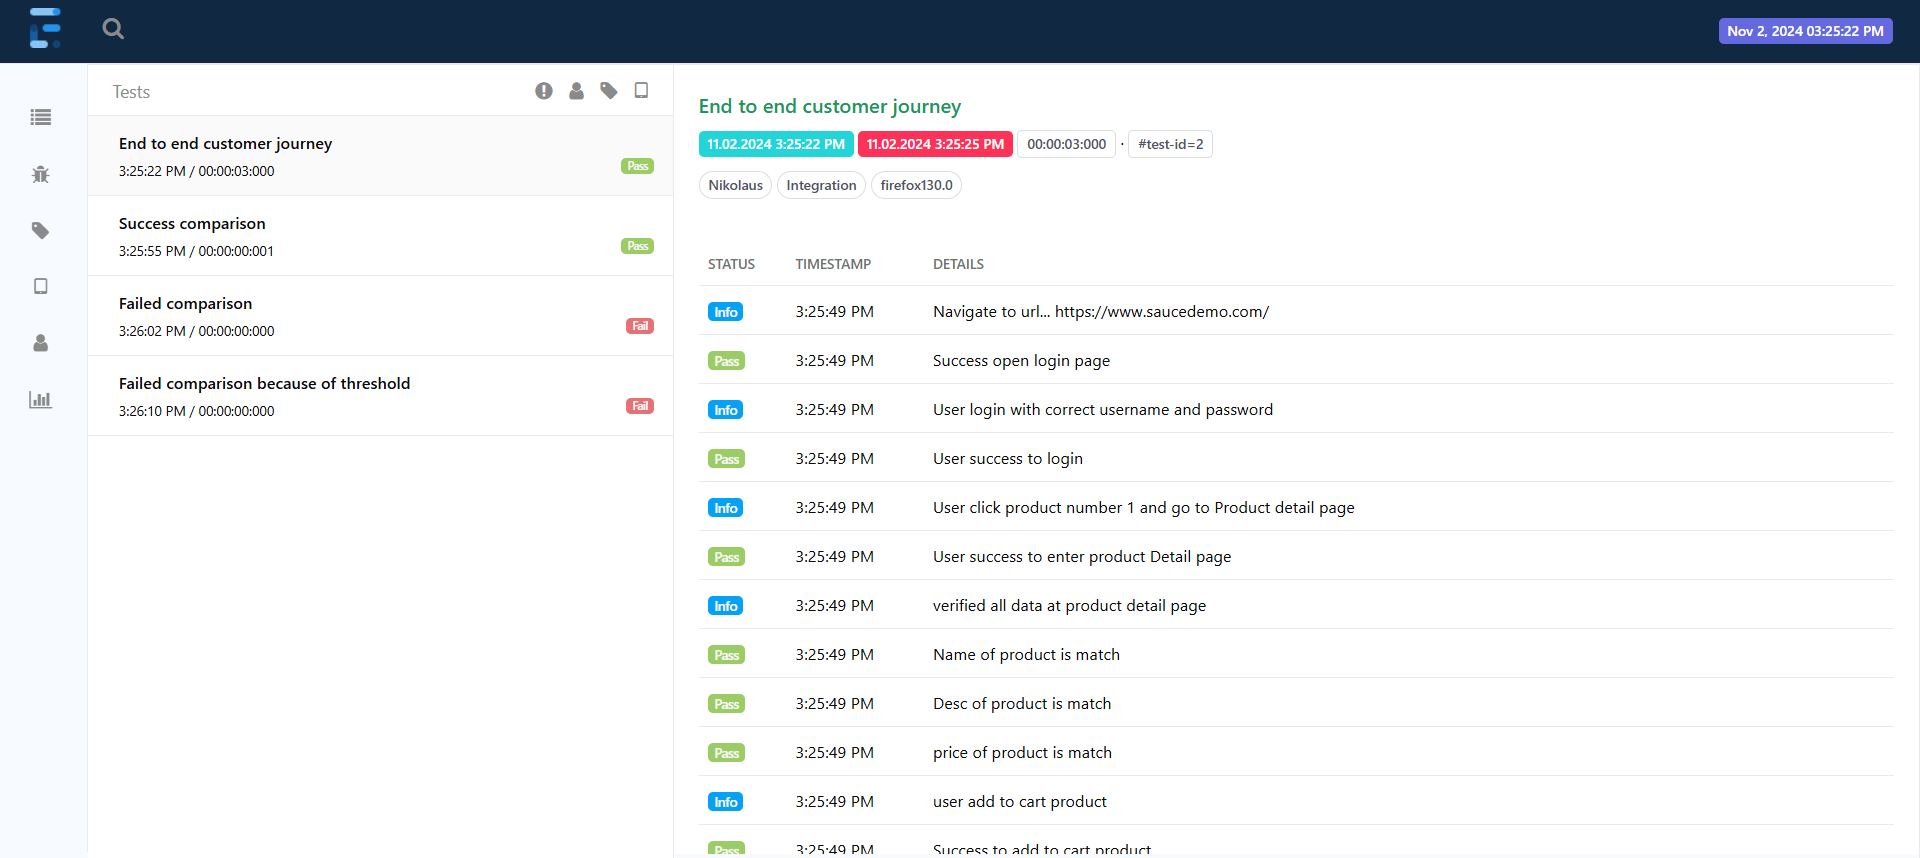 Nov 2, 2024 03:25:22 PM
Tests
End to end customer journey
3:25:22 PM / 00:00:03:000
Pass
Success comparison
3:25:55 PM / 00:00:00:001
Pass
Failed comparison
3:26:02 PM / 00:00:00:000
Fail
Failed comparison because of threshold
3:26:10 PM / 00:00:00:000
Fail
End to end customer journey
11.02.2024 3:25:22 PM 11.02.2024 3:25:25 PM 00:00:03:000 · #test-id=2
Nikolaus Integration firefox130.0
STATUS TIMESTAMP DETAILS
Info 3:25:49 PM Navigate to url... https://www.saucedemo.com/
Pass 3:25:49 PM Success open login page
Info 3:25:49 PM User login with correct username and password
Pass 3:25:49 PM User success to login
Info 3:25:49 PM User click product number 1 and go to Product detail page
Pass 3:25:49 PM User success to enter product Detail page
Info 3:25:49 PM verified all data at product detail page
Pass 3:25:49 PM Name of product is match
Pass 3:25:49 PM Desc of product is match
Pass 3:25:49 PM price of product is match
Info 3:25:49 PM user add to cart product
Pass 3:25:49 PM Success to add to cart product